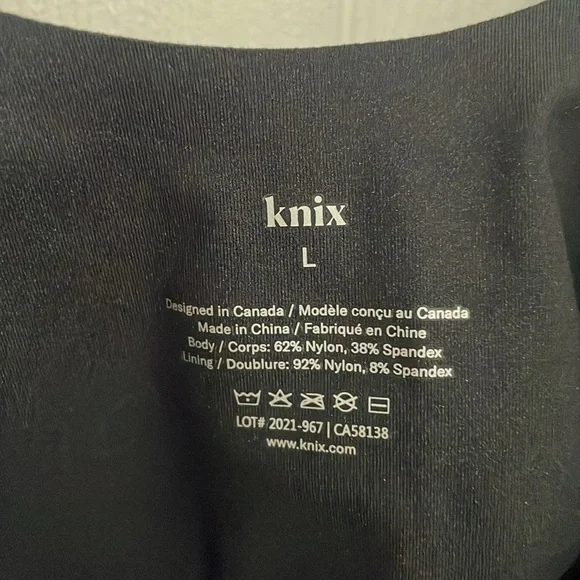 knix
L
Designed in Canada / Modèle conçu au Canada
Made in China / Fabriqué en Chine
Body / Corps: 62% Nylon, 38% Spandex
Lining / Doublure: 92% Nylon, 8% Spandex
LOT# 2021-967 | CA58138
www.knix.com